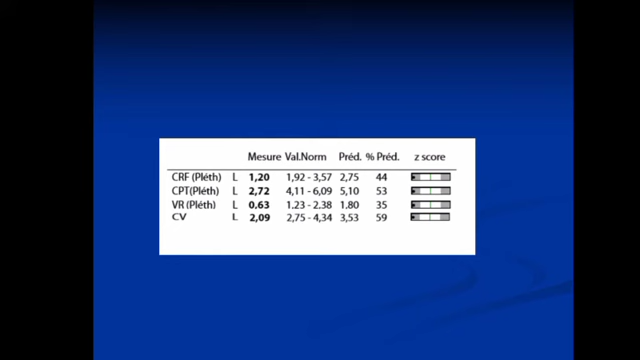 Mesure Val.Norm Préd. % Préd. z score
CRF (Pléth) L 1,20 1,92 - 3,57 2,75 44
CPT(Pléth) L 2,72 4,11 - 6,09 5,10 53
VR (Pléth) L 0.63 1.23 - 2.38 1.80 35
CV L 2,09 2,75 - 4,34 3,53 59